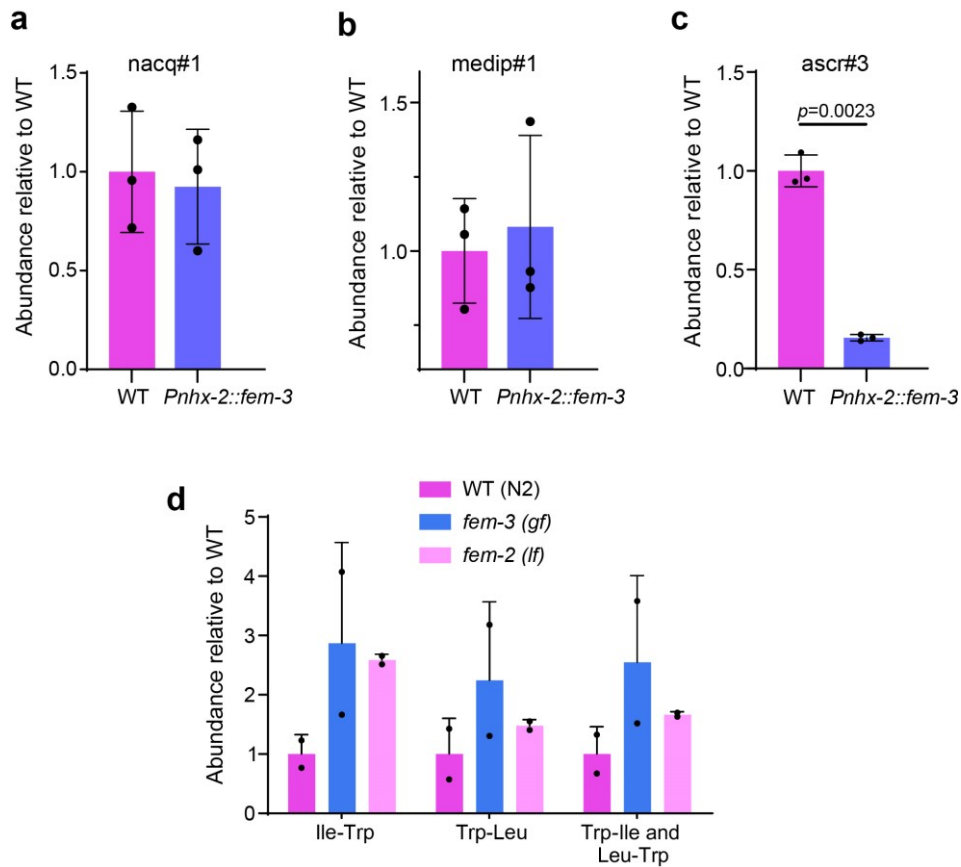 a
nacq#1
Abundance relative to WT
1.5
1.0
0.5
0.0
WT
Pnhx-2::fem-3
b
medip#1
Abundance relative to WT
1.5
1.0
WT
Pnhx-2::fem-3
c
ascr#3
Abundance relative to WT
p=0.0023
1.5
1.0
0.5
0.0
WT
Pnhx-2::fem-3
d
WT (N2)
fem-3 (gf)
fem-2 (lf)
Abundance relative to WT
5
4
3
2
1
0
Ile-Trp
Trp-Leu
Trp-Ile and
Leu-Trp